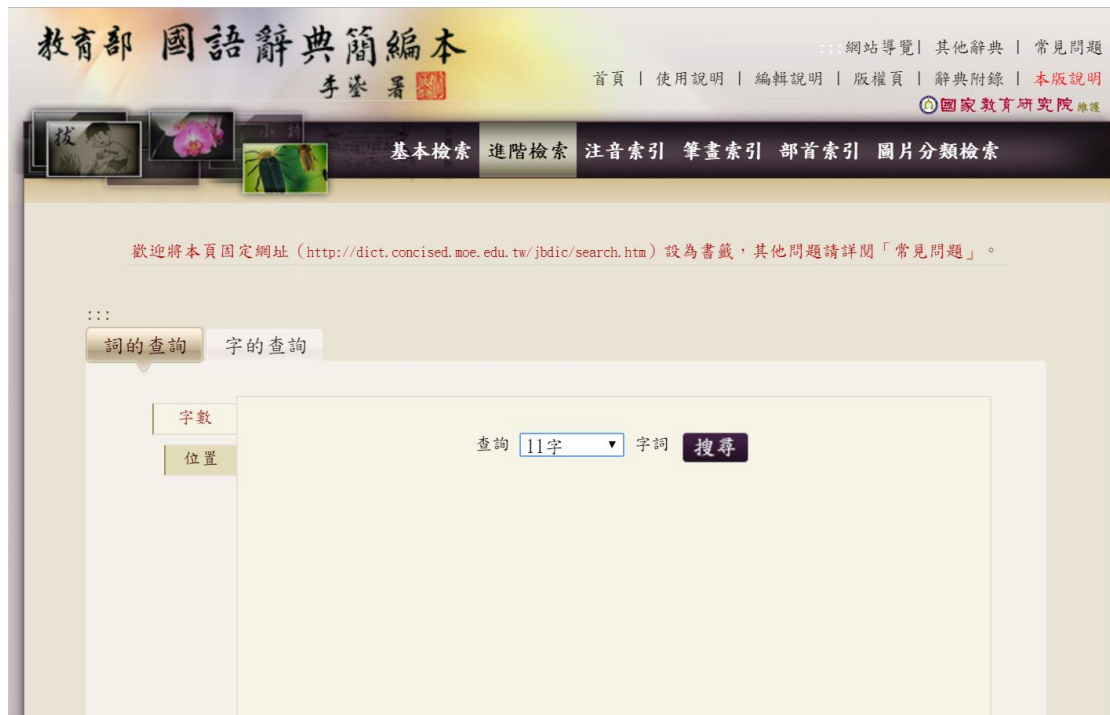 教育部 國語辭典簡編本
李鍌 署
:::網站導覽| 其他辭典 | 常見問題
首頁 | 使用說明 | 編輯說明 | 版權頁 | 辭典附錄 | 本版說明
國家教育研究院 維護
拔
小 詩
基本檢索 進階檢索 注音索引 筆畫索引 部首索引 圖片分類檢索
歡迎將本頁固定網址（http://dict.concised.moe.edu.tw/jbdic/search.htm）設為書籤，其他問題請詳閱「常見問題」。
:::
詞的查詢 字的查詢
字數
查詢 11字 字詞 搜尋
位置